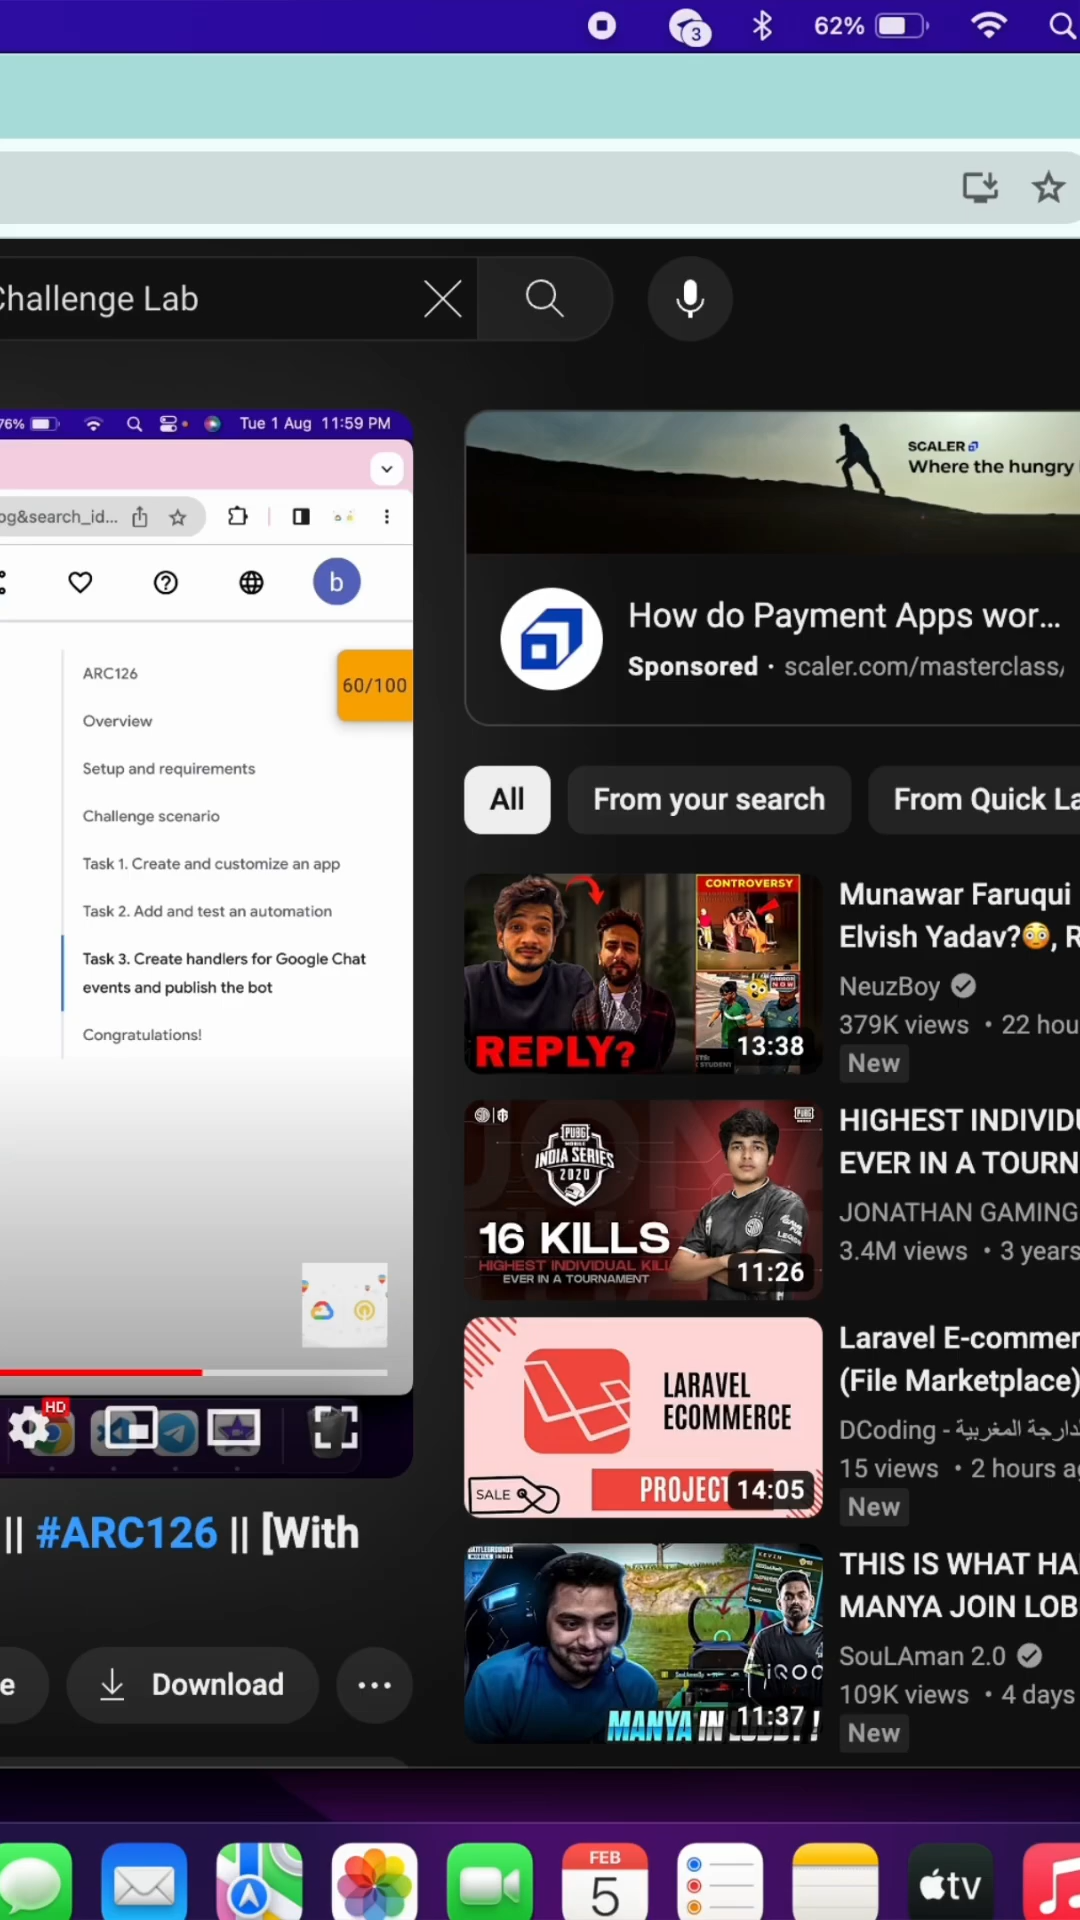 3
62%
Challenge Lab
76%
Tue 1 Aug 11:59 PM
og&search_id...
b
ARC126
60/100
Overview
Setup and requirements
Challenge scenario
Task 1. Create and customize an app
Task 2. Add and test an automation
Task 3. Create handlers for Google Chat
events and publish the bot
Congratulations!
HD
|| #ARC126 || [With
e
Download
SCALER
Where the hungry
How do Payment Apps wor...
Sponsored · scaler.com/masterclass/
All
From your search
From Quick La
CONTROVERSY
REPLY?
13:38
Munawar Faruqui
Elvish Yadav?😳, R
NeuzBoy
379K views • 22 hou
New
PUBG
INDIA SERIES
2020
16 KILLS
HIGHEST INDIVIDUAL KILL
EVER IN A TOURNAMENT
11:26
HIGHEST INDIVIDU
EVER IN A TOURN
JONATHAN GAMING
3.4M views • 3 years
LARAVEL
ECOMMERCE
SALE
PROJECT
14:05
Laravel E-commer
(File Marketplace)
DCoding - دارجة المغربية
15 views • 2 hours ag
New
iQOO
MANYA IN LOBBY !
11:37
THIS IS WHAT HA
MANYA JOIN LOB
SouLAman 2.0
109K views • 4 days
New
FEB
5
tv